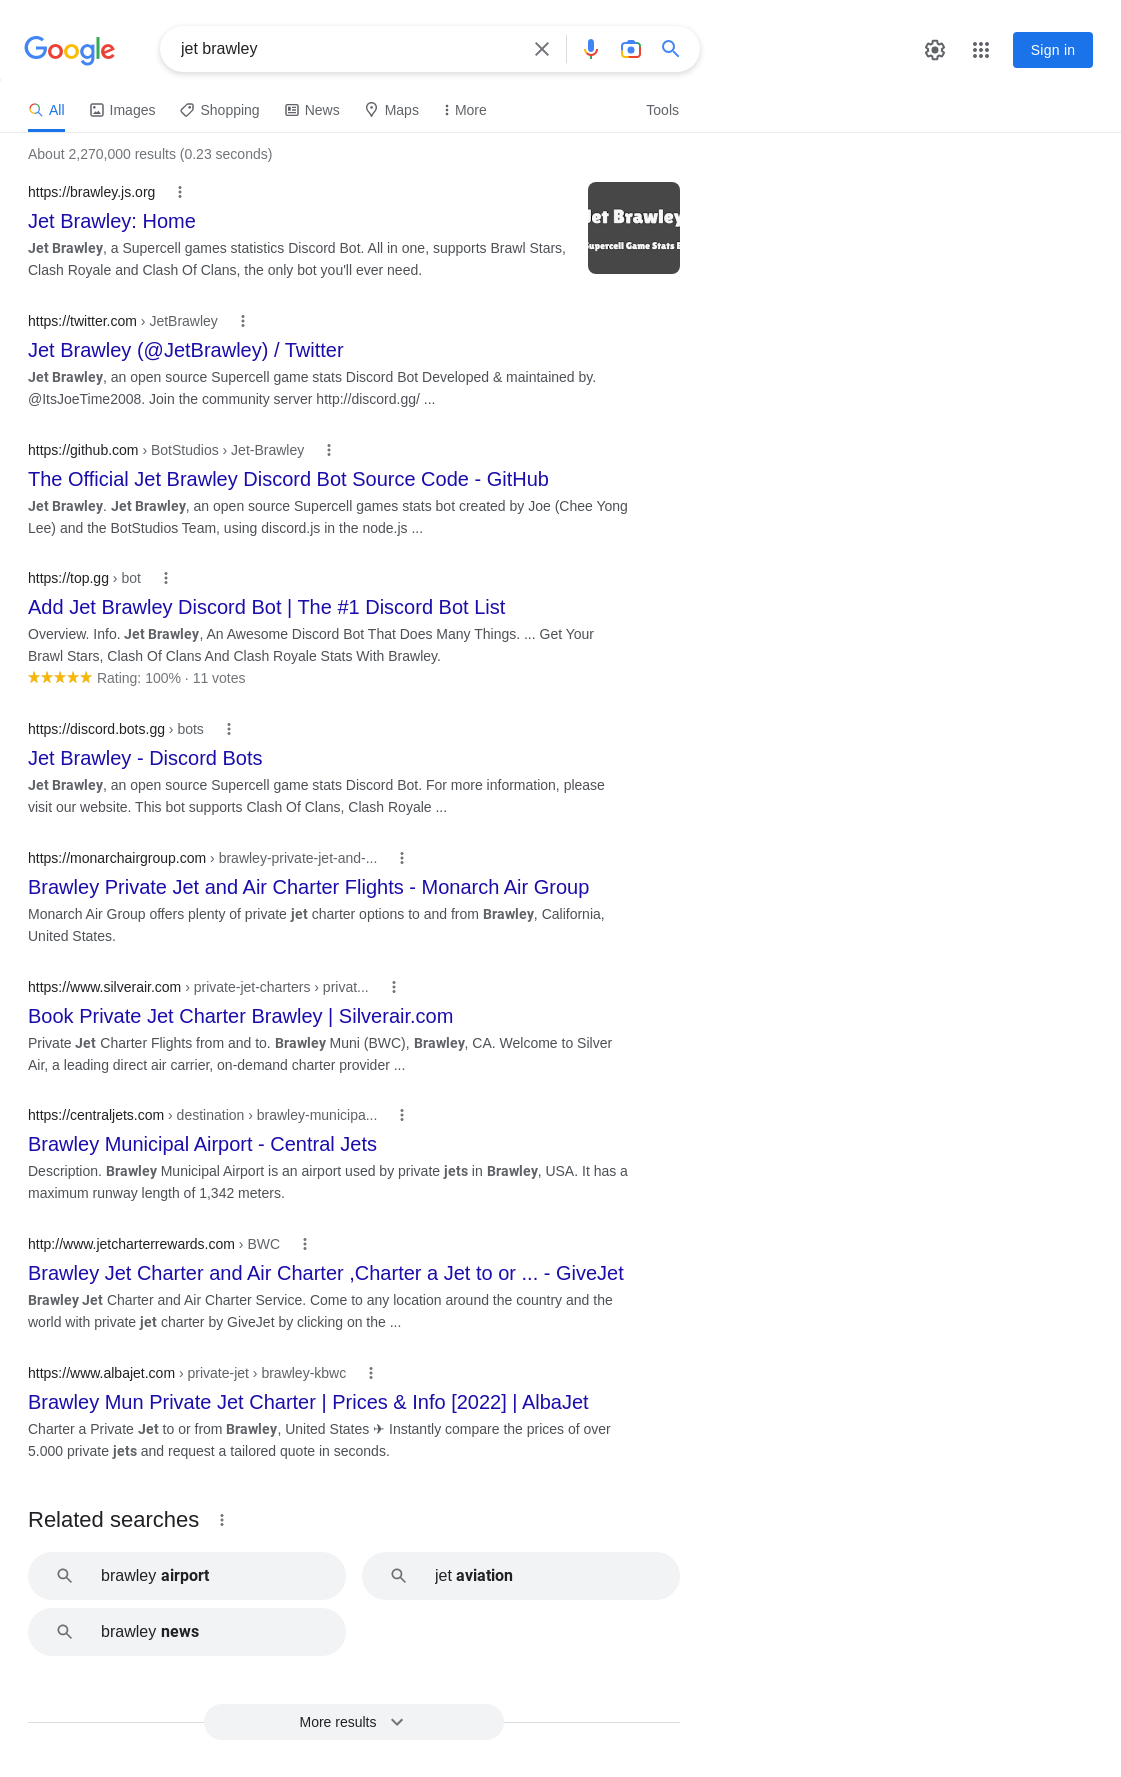 Google
jet brawley
Sign in
All Images Shopping News Maps More Tools
About 2,270,000 results (0.23 seconds)
https://brawley.js.org
Jet Brawley: Home
Jet Brawley, a Supercell games statistics Discord Bot. All in one, supports Brawl Stars,
Clash Royale and Clash Of Clans, the only bot you'll ever need.
Jet Brawley
Supercell Game Stats B
https://twitter.com › JetBrawley
Jet Brawley (@JetBrawley) / Twitter
Jet Brawley, an open source Supercell game stats Discord Bot Developed & maintained by.
@ItsJoeTime2008. Join the community server http://discord.gg/ ...
https://github.com › BotStudios › Jet-Brawley
The Official Jet Brawley Discord Bot Source Code - GitHub
Jet Brawley. Jet Brawley, an open source Supercell games stats bot created by Joe (Chee Yong
Lee) and the BotStudios Team, using discord.js in the node.js ...
https://top.gg › bot
Add Jet Brawley Discord Bot | The #1 Discord Bot List
Overview. Info. Jet Brawley, An Awesome Discord Bot That Does Many Things. ... Get Your
Brawl Stars, Clash Of Clans And Clash Royale Stats With Brawley.
Rating: 100% · 11 votes
https://discord.bots.gg › bots
Jet Brawley - Discord Bots
Jet Brawley, an open source Supercell game stats Discord Bot. For more information, please
visit our website. This bot supports Clash Of Clans, Clash Royale ...
https://monarchairgroup.com › brawley-private-jet-and-...
Brawley Private Jet and Air Charter Flights - Monarch Air Group
Monarch Air Group offers plenty of private jet charter options to and from Brawley, California,
United States.
https://www.silverair.com › private-jet-charters › privat...
Book Private Jet Charter Brawley | Silverair.com
Private Jet Charter Flights from and to. Brawley Muni (BWC), Brawley, CA. Welcome to Silver
Air, a leading direct air carrier, on-demand charter provider ...
https://centraljets.com › destination › brawley-municipa...
Brawley Municipal Airport - Central Jets
Description. Brawley Municipal Airport is an airport used by private jets in Brawley, USA. It has a
maximum runway length of 1,342 meters.
http://www.jetcharterrewards.com › BWC
Brawley Jet Charter and Air Charter ,Charter a Jet to or ... - GiveJet
Brawley Jet Charter and Air Charter Service. Come to any location around the country and the
world with private jet charter by GiveJet by clicking on the ...
https://www.albajet.com › private-jet › brawley-kbwc
Brawley Mun Private Jet Charter | Prices & Info [2022] | AlbaJet
Charter a Private Jet to or from Brawley, United States ✈ Instantly compare the prices of over
5.000 private jets and request a tailored quote in seconds.
Related searches
brawley airport
jet aviation
brawley news
More results